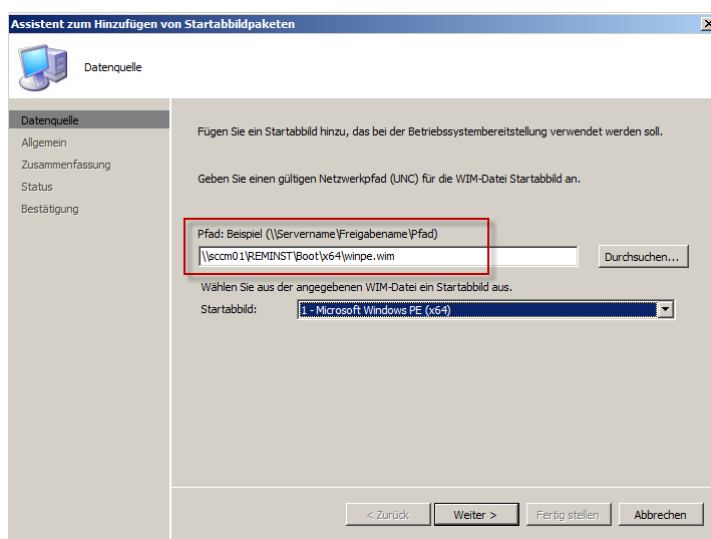 Assistent zum Hinzufügen von Startabbildpaketen
Datenquelle
Datenquelle
Allgemein
Zusammenfassung
Status
Bestätigung
Fügen Sie ein Startabbild hinzu, das bei der Betriebssystembereitstellung verwendet werden soll.
Geben Sie einen gültigen Netzwerkpfad (UNC) für die WIM-Datei Startabbild an.
Pfad: Beispiel (\\Servername\Freigabename\Pfad)
\\sccm01\REMINST\Boot\x64\winpe.wim
Durchsuchen...
Wählen Sie aus der angegebenen WIM-Datei ein Startabbild aus.
Startabbild: 1 - Microsoft Windows PE (x64)
< Zurück Weiter > Fertig stellen Abbrechen